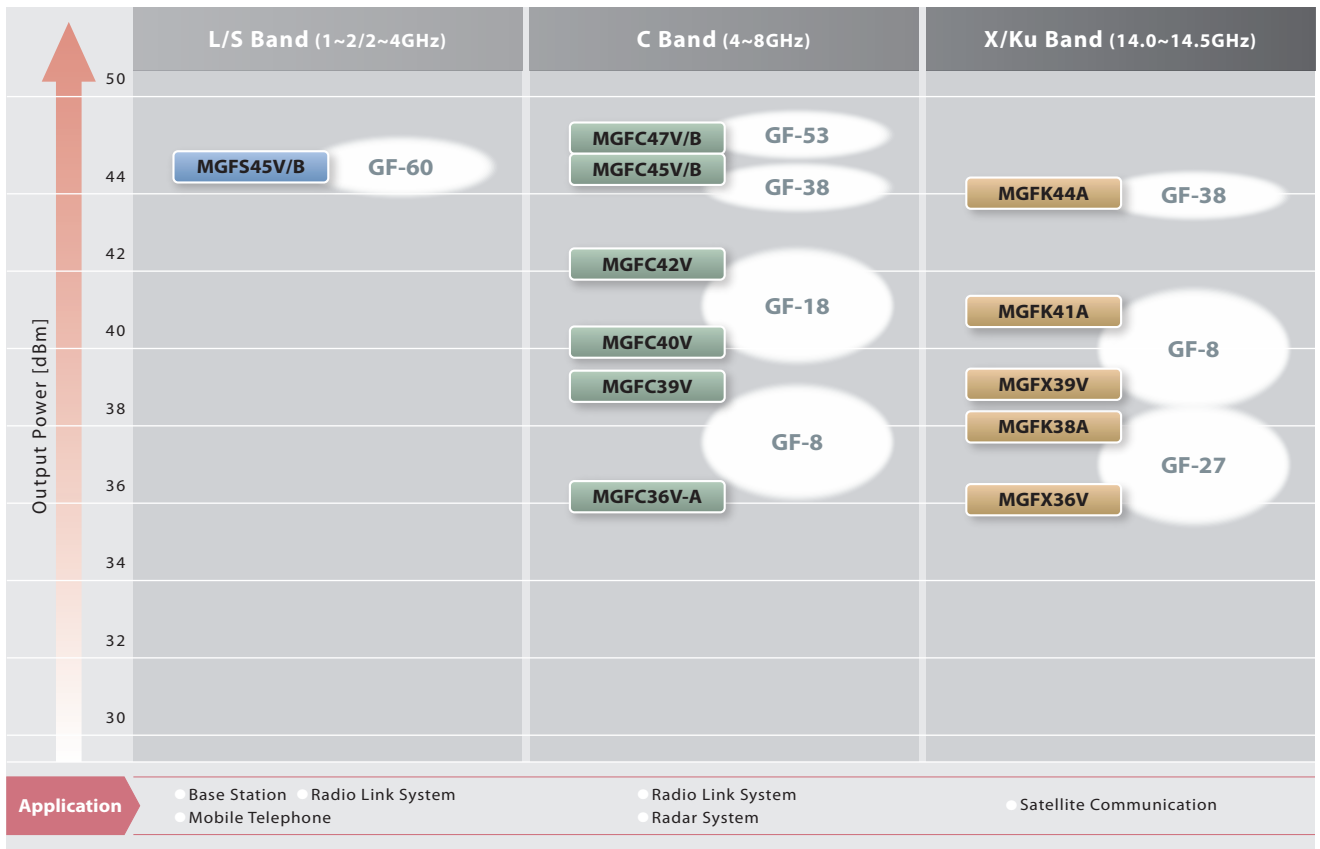 L/S Band (1~2/2~4GHz)
C Band (4~8GHz)
X/Ku Band (14.0~14.5GHz)
Output Power [dBm]
50
44
42
40
38
36
34
32
30
MGFS45V/B
GF-60
MGFC47V/B
GF-53
MGFC45V/B
GF-38
MGFC42V
GF-18
MGFC40V
MGFC39V
GF-8
MGFC36V-A
MGFK44A
GF-38
MGFK41A
GF-8
MGFX39V
MGFK38A
GF-27
MGFX36V
Application
Base Station Radio Link System
Mobile Telephone
Radio Link System
Radar System
Satellite Communication